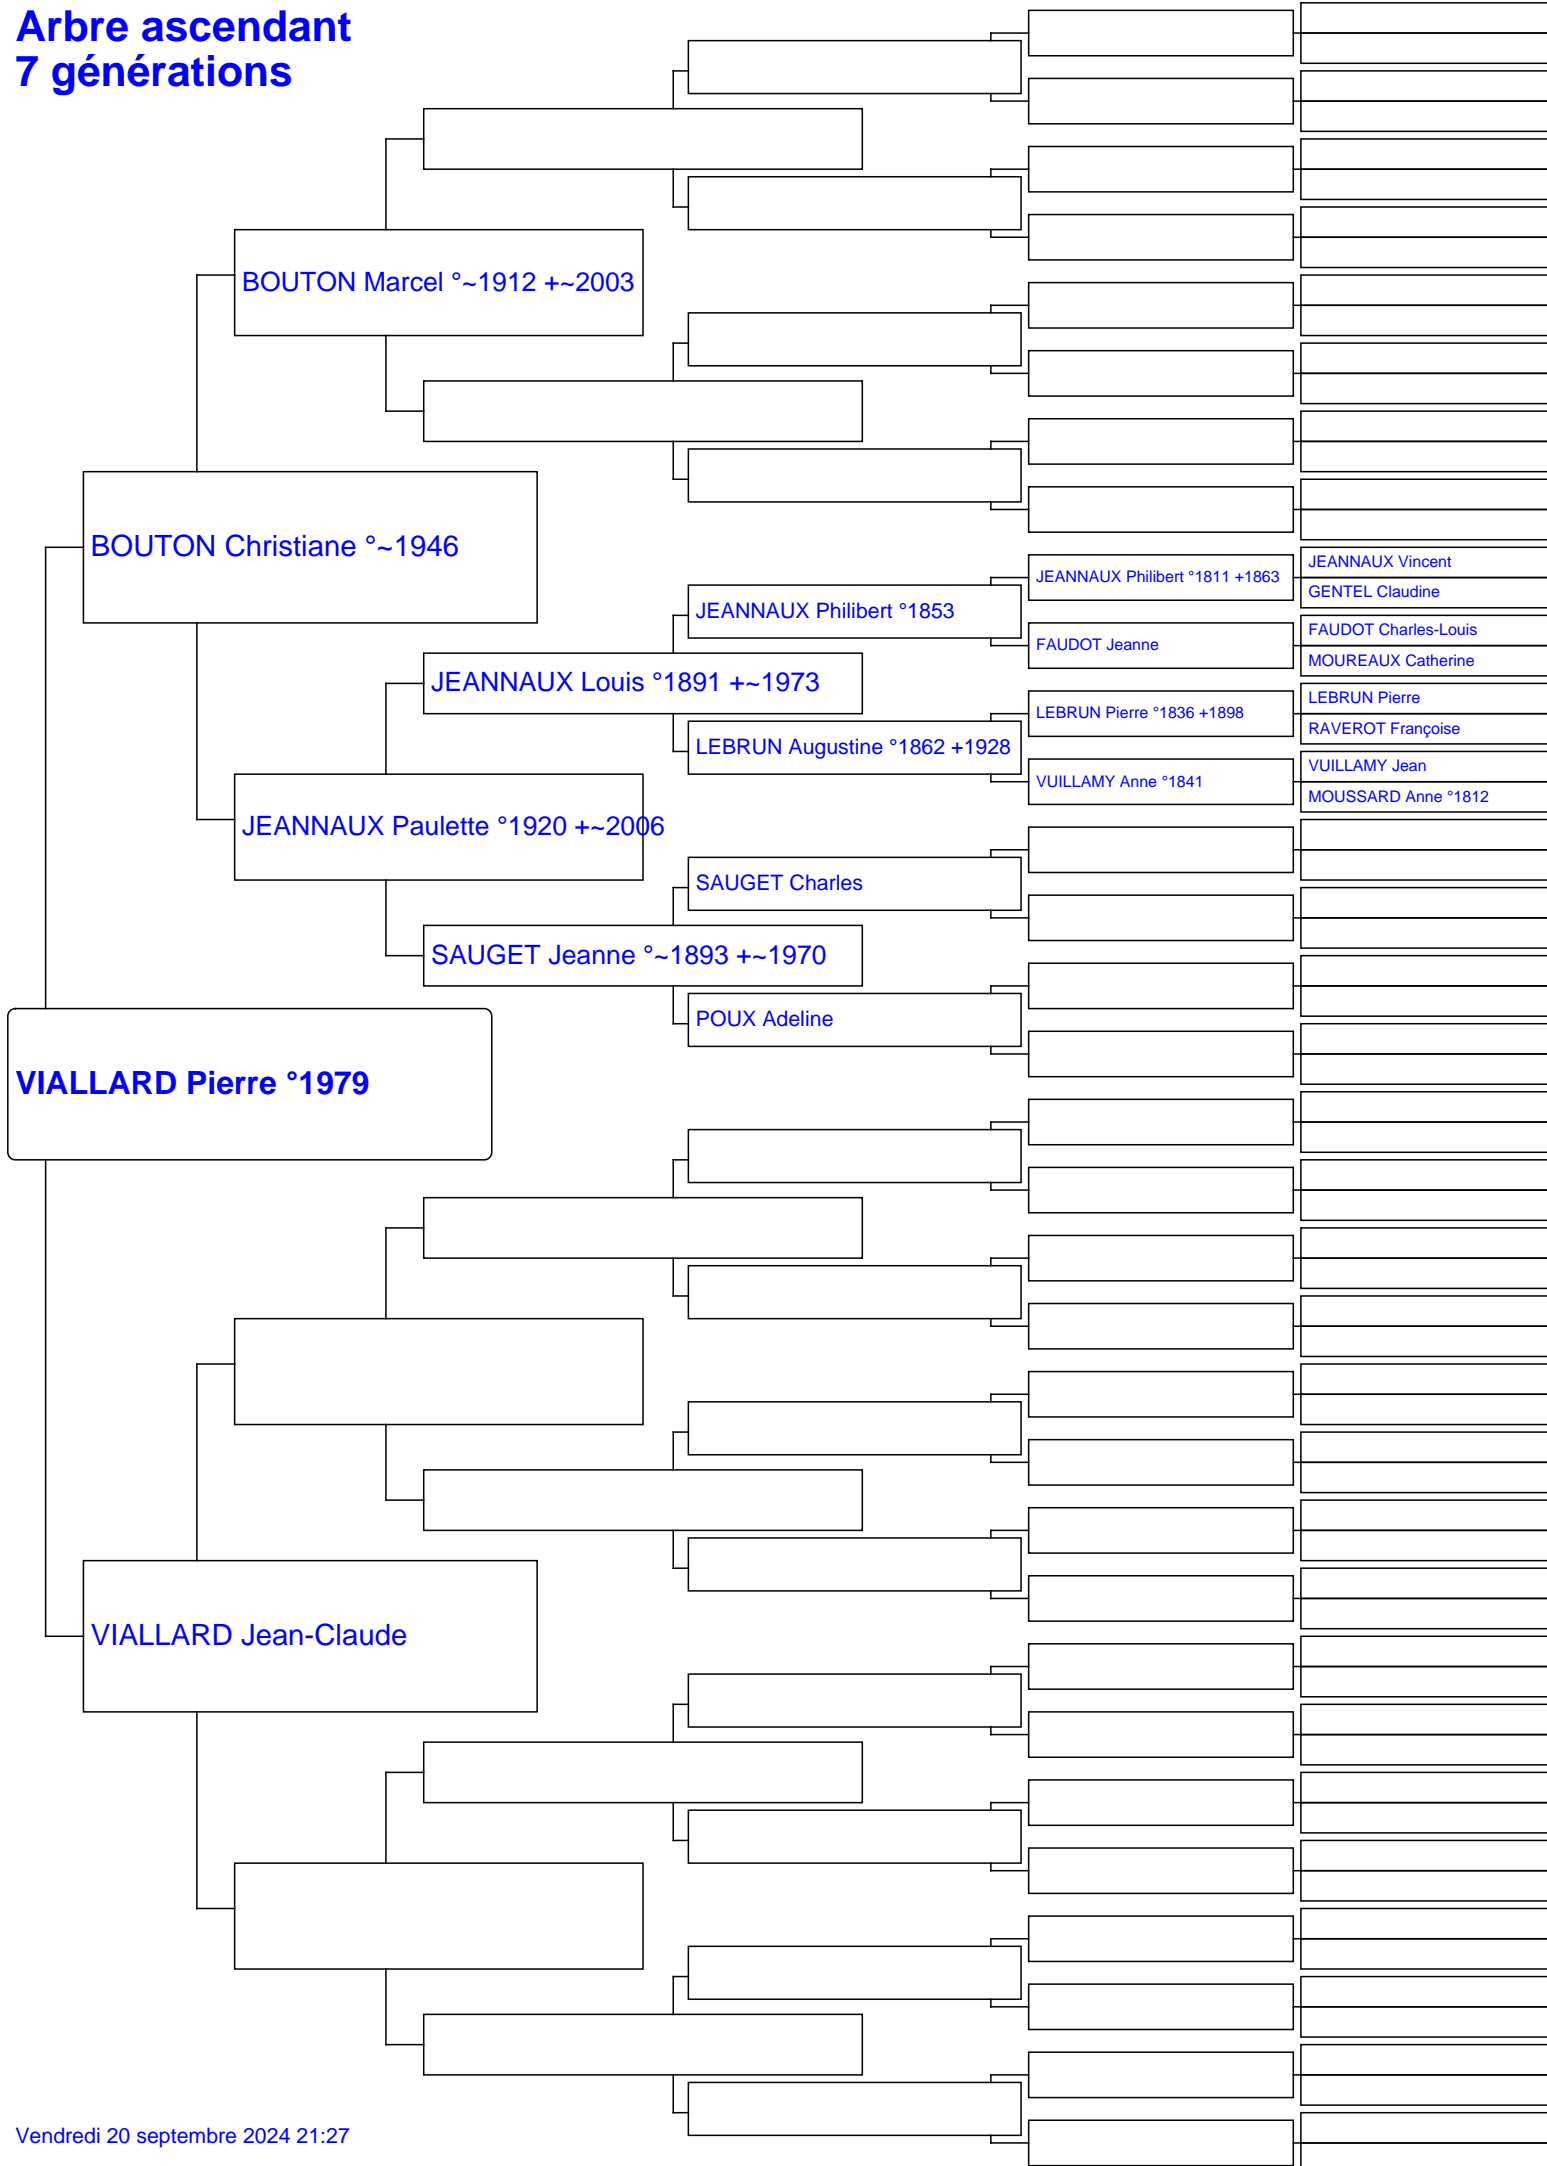 Arbre ascendant
7 générations
BOUTON Marcel °~1912 +~2003
BOUTON Christiane °~1946
JEANNAUX Philibert °1811 +1863
JEANNAUX Vincent
GENTEL Claudine
JEANNAUX Philibert °1853
FAUDOT Jeanne
FAUDOT Charles-Louis
MOUREAUX Catherine
JEANNAUX Louis °1891 +~1973
LEBRUN Pierre °1836 +1898
LEBRUN Pierre
RAVEROT Françoise
LEBRUN Augustine °1862 +1928
VUILLAMY Anne °1841
VUILLAMY Jean
MOUSSARD Anne °1812
JEANNAUX Paulette °1920 +~2006
SAUGET Charles
SAUGET Jeanne °~1893 +~1970
POUX Adeline
VIALLARD Pierre °1979
VIALLARD Jean-Claude
Vendredi 20 septembre 2024 21:27